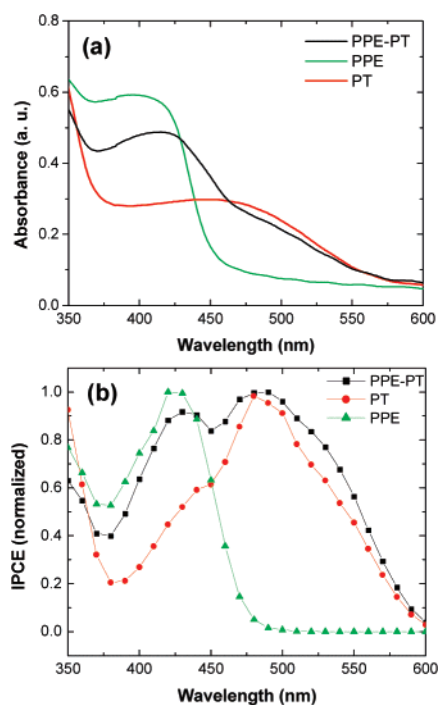 (a)
PPE-PT
PPE
PT
Absorbance (a. u.)
0.8
0.6
0.4
0.2
0.0
350 400 450 500 550 600
Wavelength (nm)
(b)
PPE-PT
PT
PPE
IPCE (normalized)
1.0
0.8
0.6
0.4
0.2
0.0
350 400 450 500 550 600
Wavelength (nm)